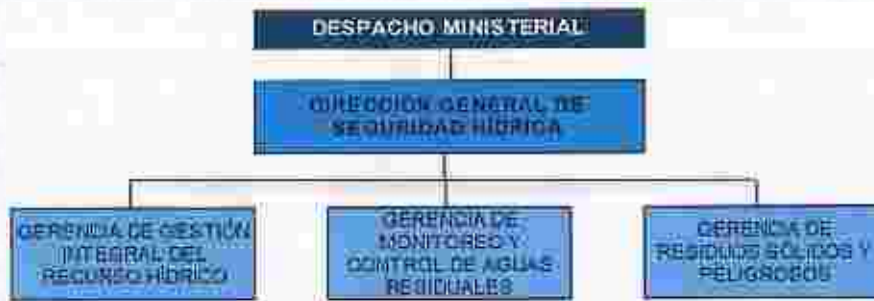 DESPACHO MINISTERIAL
DIRECCIÓN GENERAL DE
SEGURIDAD HÍDRICA
GERENCIA DE GESTIÓN
INTEGRAL DEL
RECURSO HÍDRICO
GERENCIA DE
MONITOREO Y
CONTROL DE AGUAS
RESIDUALES
GERENCIA DE
RESIDUOS SÓLIDOS Y
PELIGROSOS